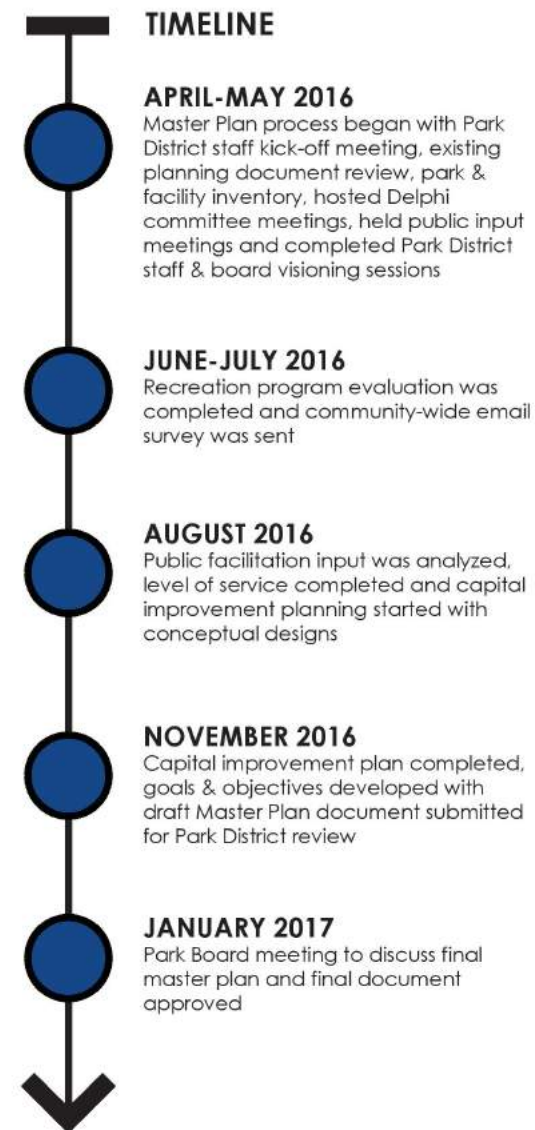 TIMELINE
APRIL-MAY 2016
Master Plan process began with Park
District staff kick-off meeting, existing
planning document review, park &
facility inventory, hosted Delphi
committee meetings, held public input
meetings and completed Park District
staff & board visioning sessions
JUNE-JULY 2016
Recreation program evaluation was
completed and community-wide email
survey was sent
AUGUST 2016
Public facilitation input was analyzed,
level of service completed and capital
improvement planning started with
conceptual designs
NOVEMBER 2016
Capital improvement plan completed,
goals & objectives developed with
draft Master Plan document submitted
for Park District review
JANUARY 2017
Park Board meeting to discuss final
master plan and final document
approved